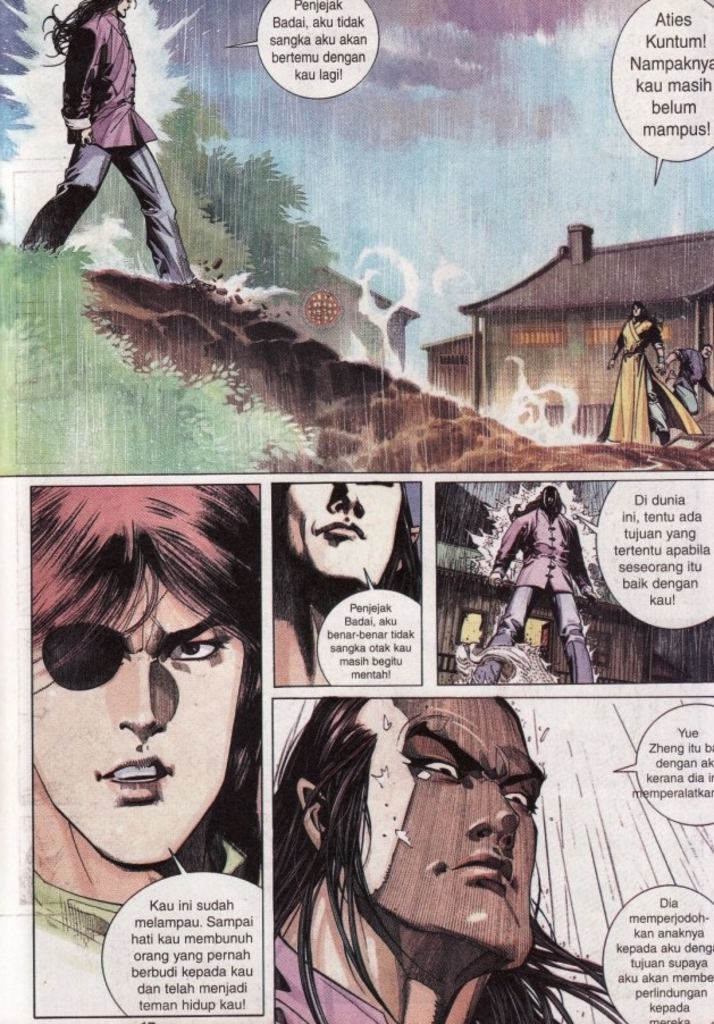 Penjejak
Badai, aku tidak
sangka aku akan
bertemu dengan
kau lagi!
Aties
Kuntum!
Nampaknya
kau masih
belum
mampus!
Kau ini sudah
melampau. Sampai
hati kau membunuh
orang yang pernah
berbudi kepada kau
dan telah menjadi
teman hidup kau!
Penjejak
Badai, aku
benar-benar tidak
sangka otak kau
masih begitu
mentah!
Di dunia
ini, tentu ada
tujuan yang
tertentu apabila
seseorang itu
baik dengan
kau!
Yue
Zheng itu
dengan
kerana dia
memperalatkan
Dia
memperjodoh-
kan anaknya
kepada aku
tujuan supaya
aku akan
perlindungan
kepada
mereka